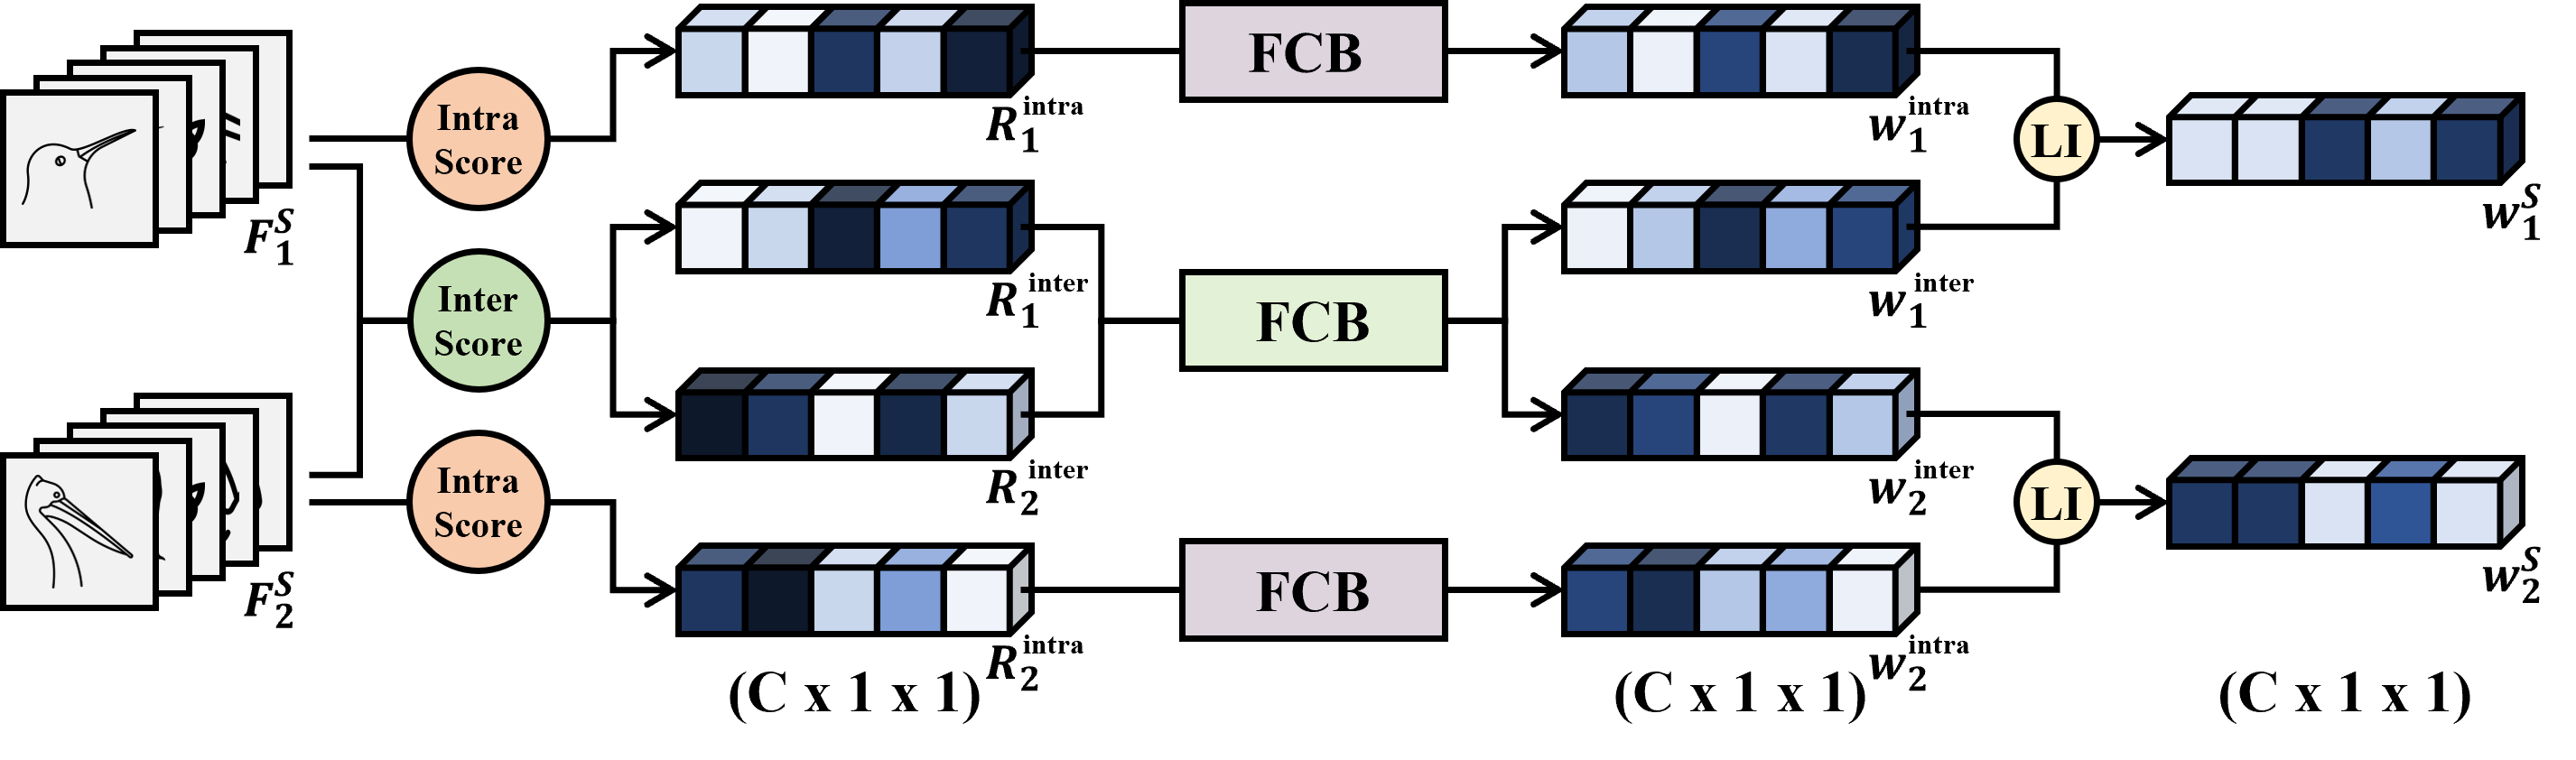 F_1^S
Intra
Score
R_1^intra
FCB
w_1^intra
LI
w_1^S
Inter
Score
R_1^inter
FCB
w_1^inter
R_2^inter
w_2^inter
F_2^S
Intra
Score
R_2^intra
FCB
w_2^intra
LI
w_2^S
(C x 1 x 1)
(C x 1 x 1)
(C x 1 x 1)